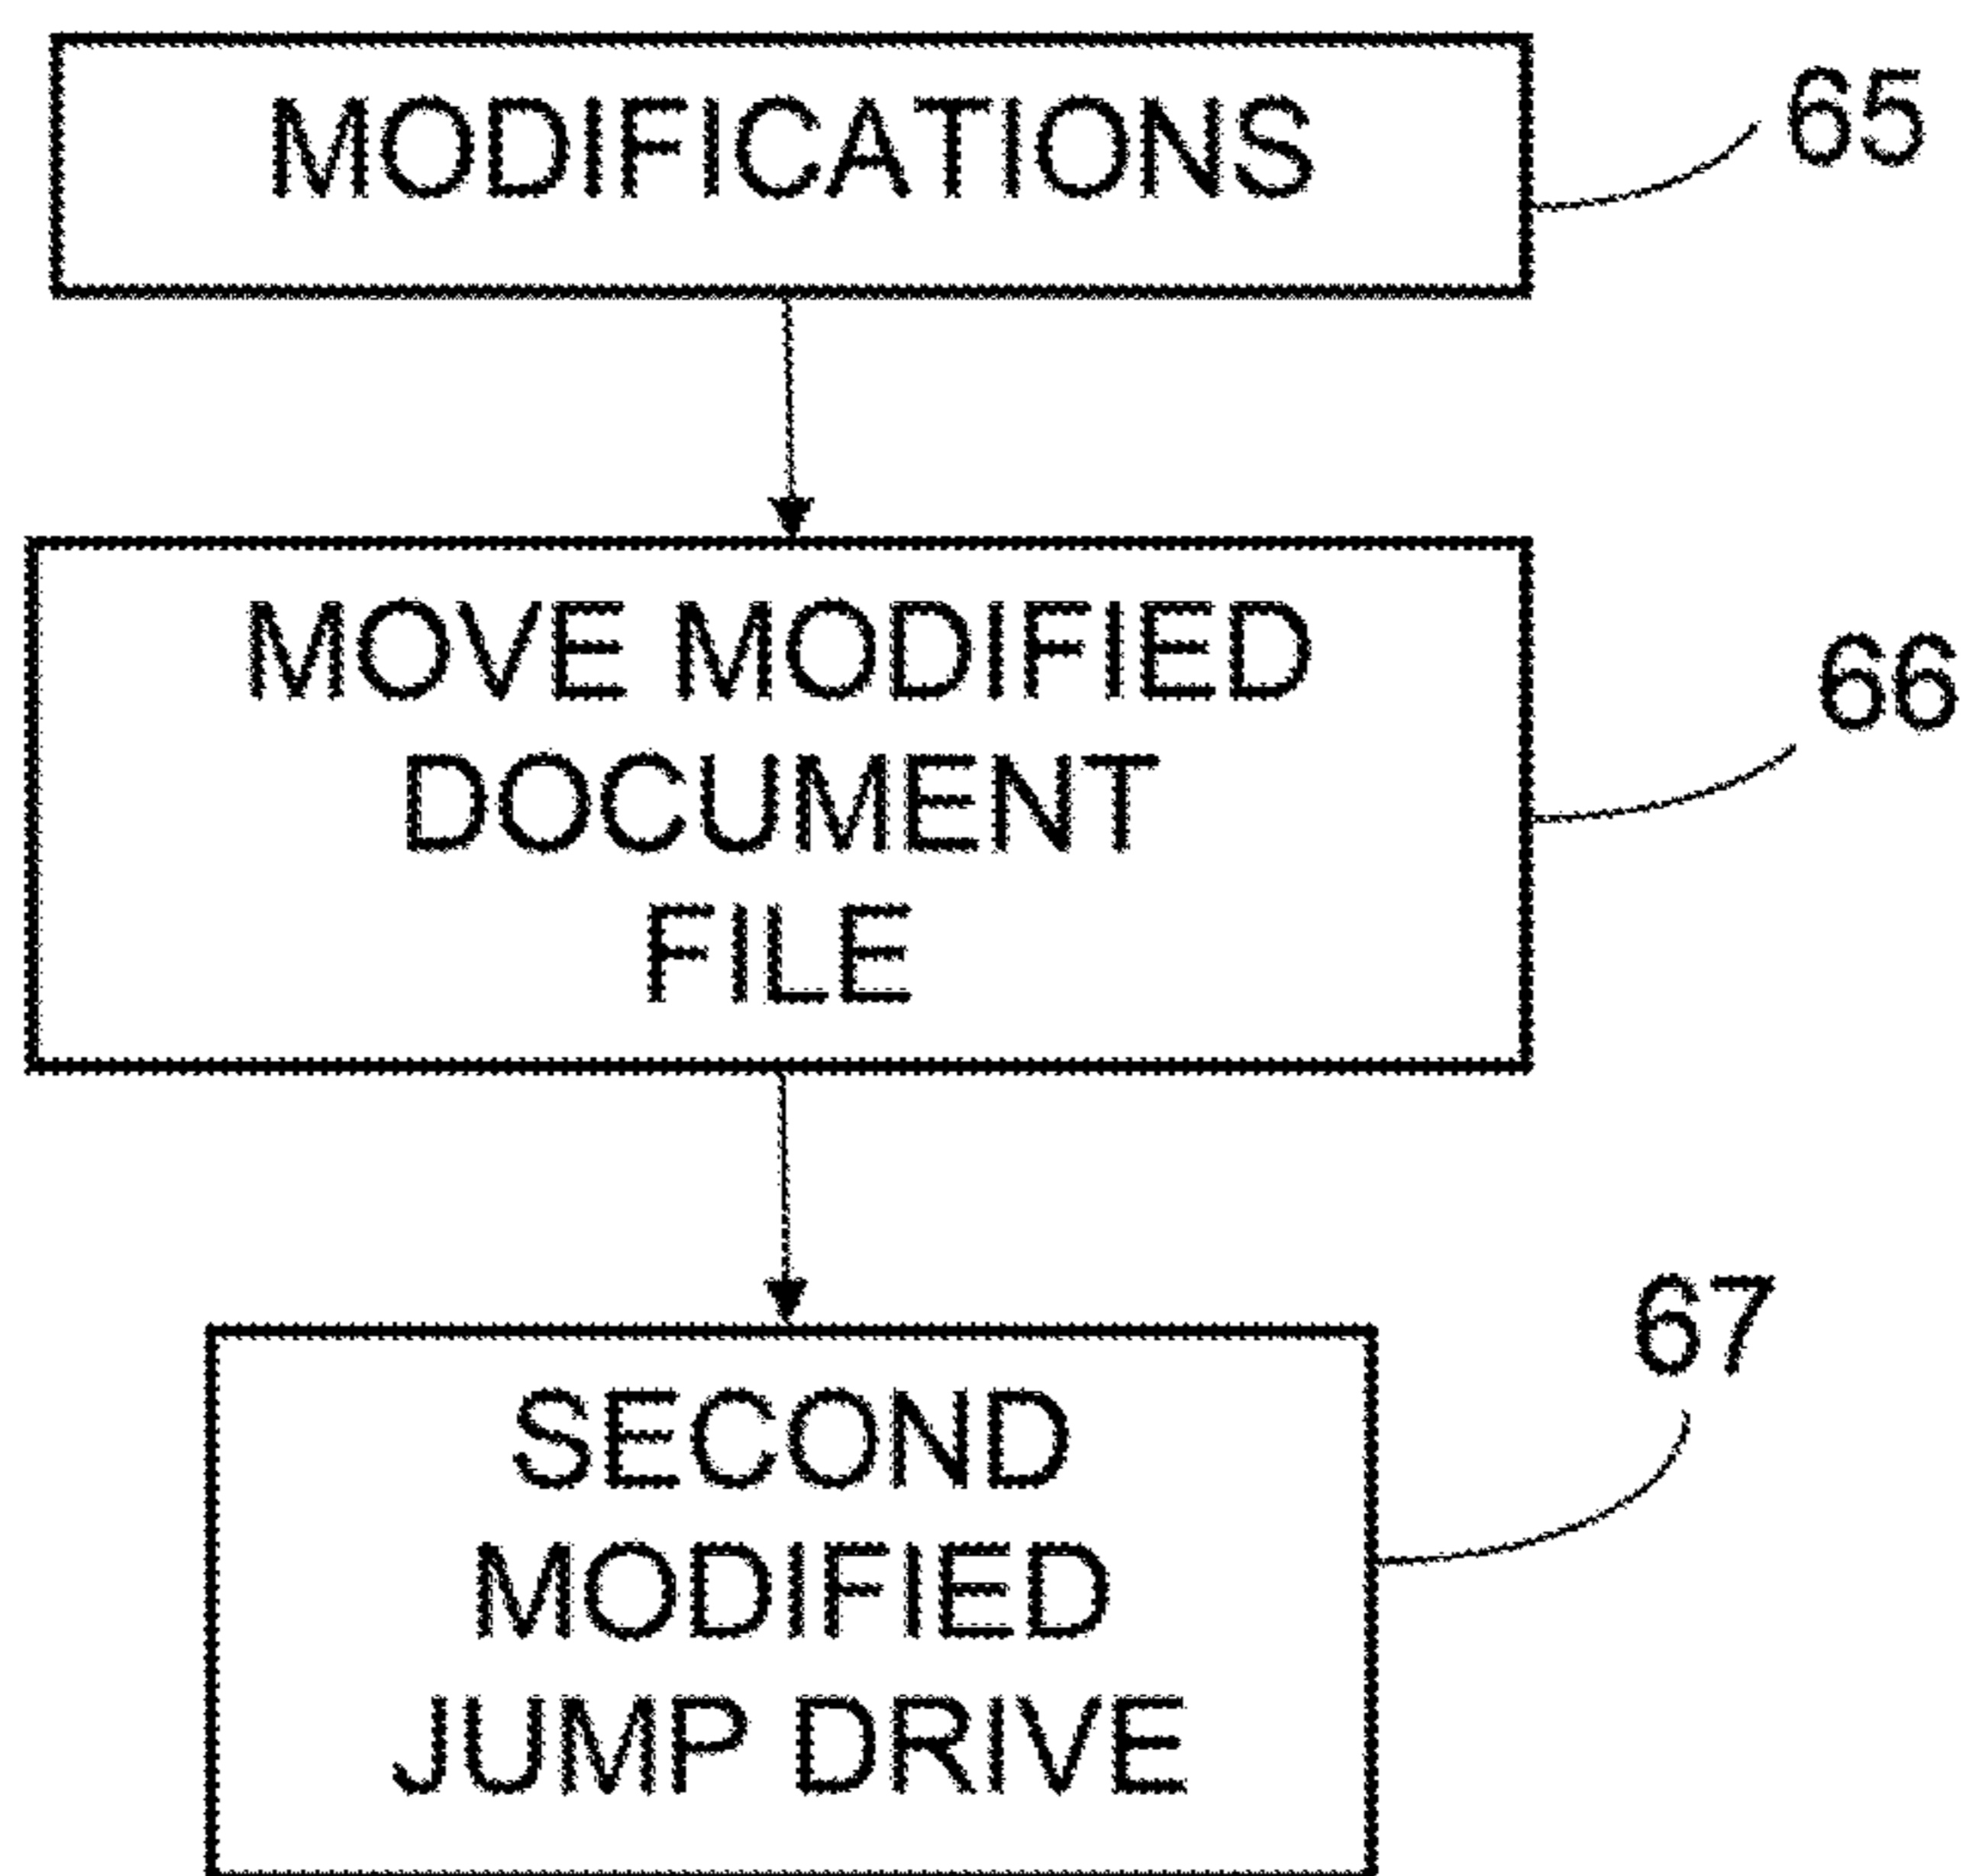 MODIFICATIONS
65
MOVE MODIFIED
DOCUMENT
FILE
66
SECOND
MODIFIED
JUMP DRIVE
67